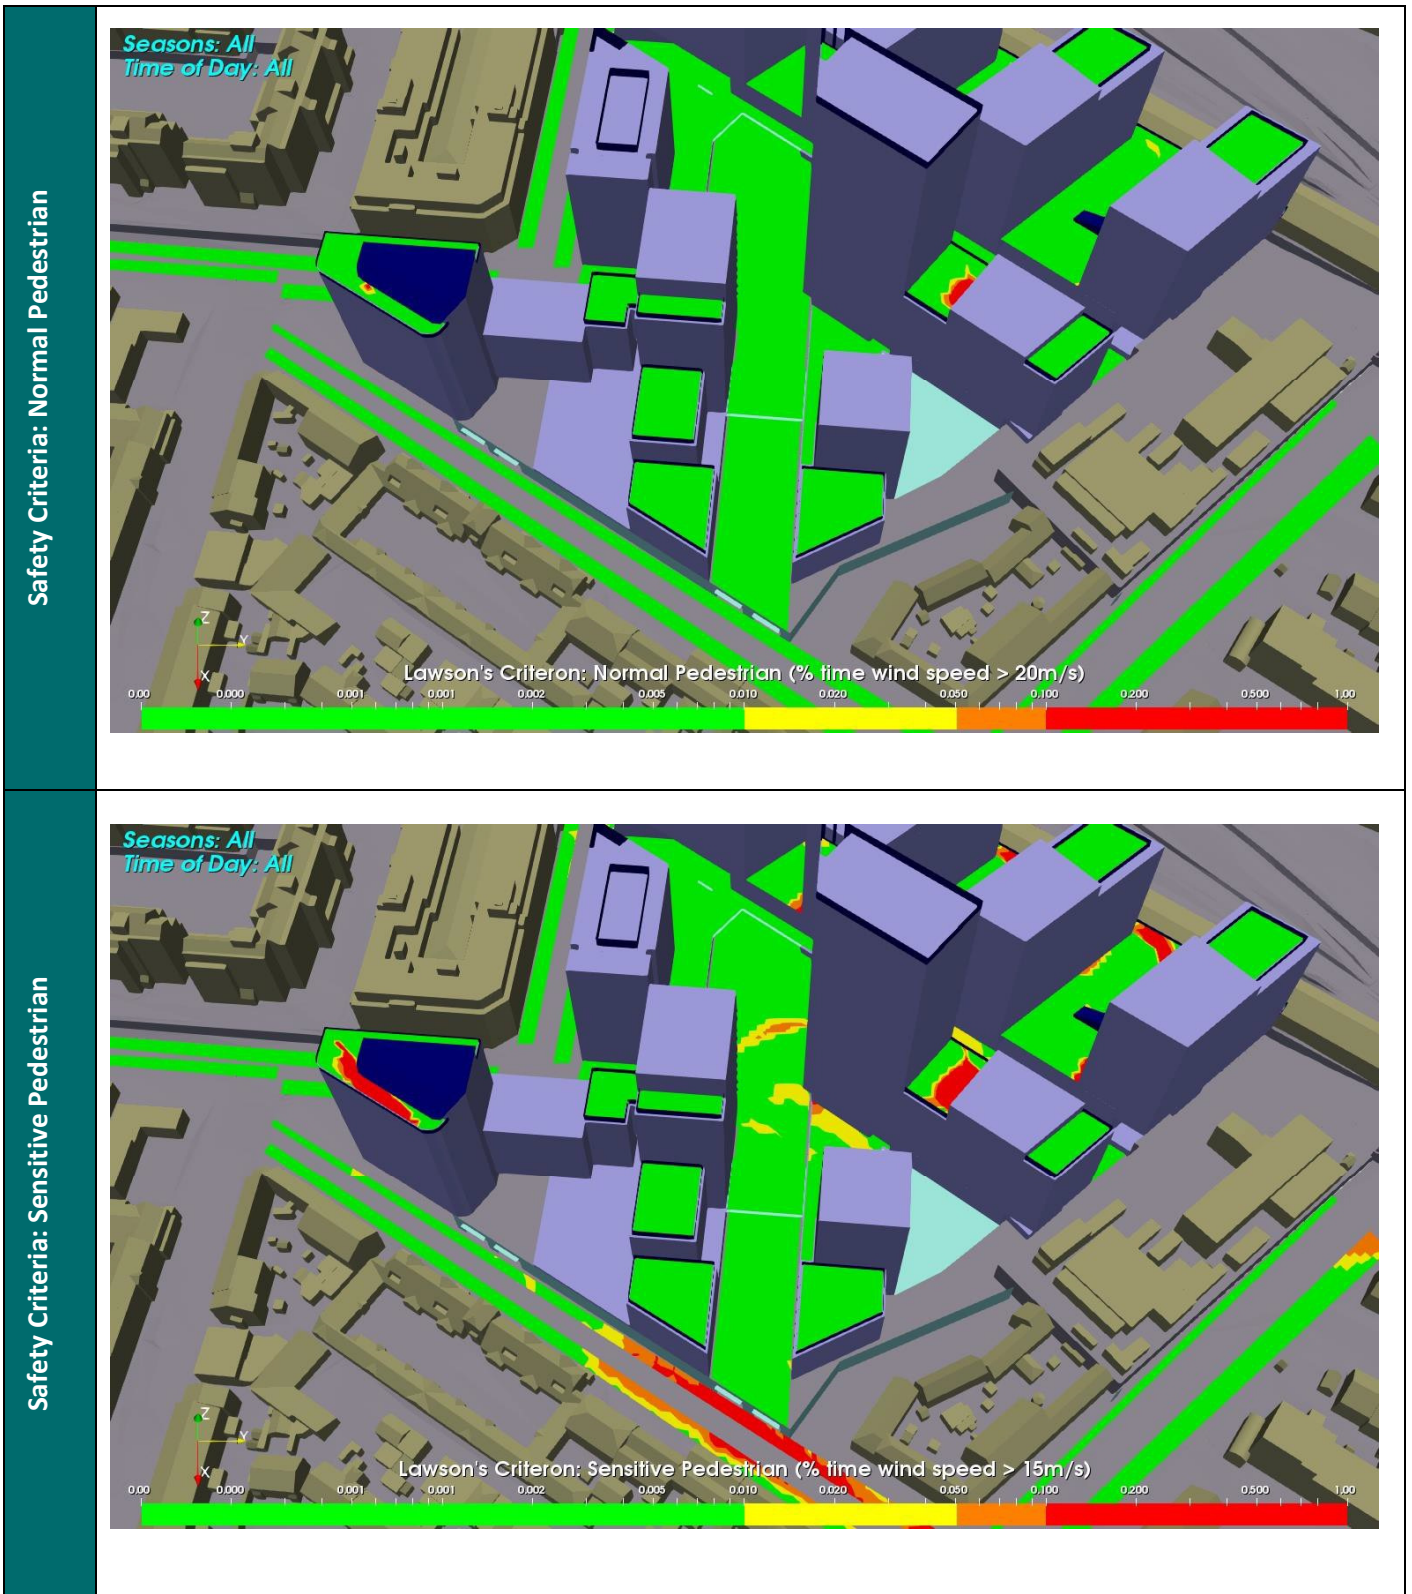 Safety Criteria: Normal Pedestrian
Seasons: All
Time of Day: All
Z
Y
X
Lawson's Criteron: Normal Pedestrian (% time wind speed > 20m/s)
0.00 0.000 0.001 0.001 0.002 0.005 0.010 0.020 0.050 0.100 0.200 0.500 1.00
Safety Criteria: Sensitive Pedestrian
Seasons: All
Time of Day: All
Z
Y
X
Lawson's Criteron: Sensitive Pedestrian (% time wind speed > 15m/s)
0.00 0.000 0.001 0.001 0.002 0.005 0.010 0.020 0.050 0.100 0.200 0.500 1.00